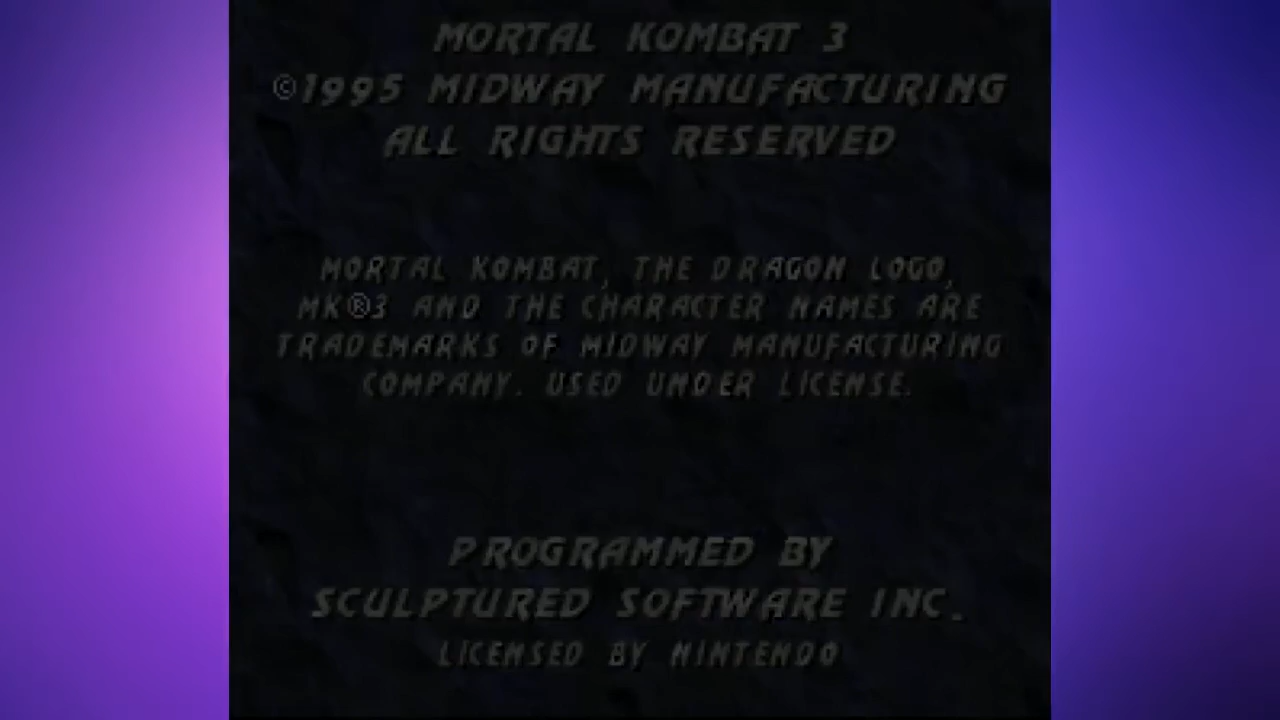 MORTAL KOMBAT 3
©1995 MIDWAY MANUFACTURING
ALL RIGHTS RESERVED
MORTAL KOMBAT, THE DRAGON LOGO,
MK®3 AND THE CHARACTER NAMES ARE
TRADEMARKS OF MIDWAY MANUFACTURING
COMPANY. USED UNDER LICENSE.
PROGRAMMED BY
SCULPTURED SOFTWARE INC.
LICENSED BY NINTENDO